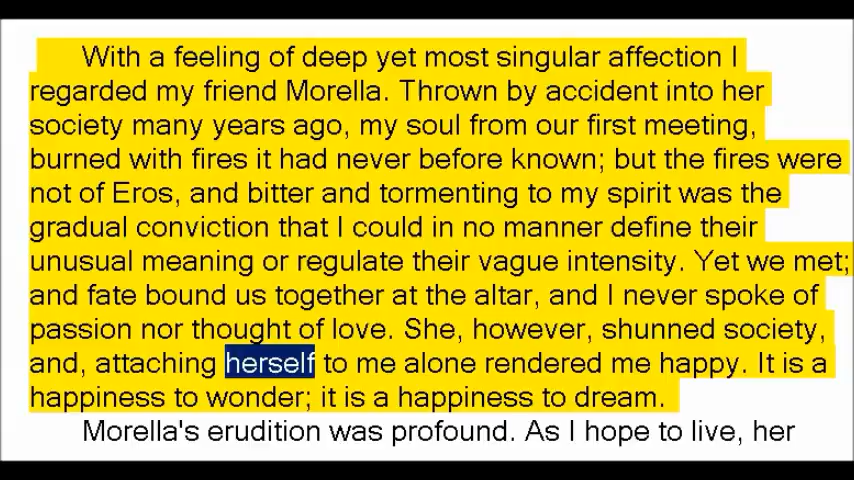 With a feeling of deep yet most singular affection I
regarded my friend Morella. Thrown by accident into her
society many years ago, my soul from our first meeting,
burned with fires it had never before known; but the fires were
not of Eros, and bitter and tormenting to my spirit was the
gradual conviction that I could in no manner define their
unusual meaning or regulate their vague intensity. Yet we met;
and fate bound us together at the altar, and I never spoke of
passion nor thought of love. She, however, shunned society,
and, attaching herself to me alone rendered me happy. It is a
happiness to wonder; it is a happiness to dream.
Morella's erudition was profound. As I hope to live, her